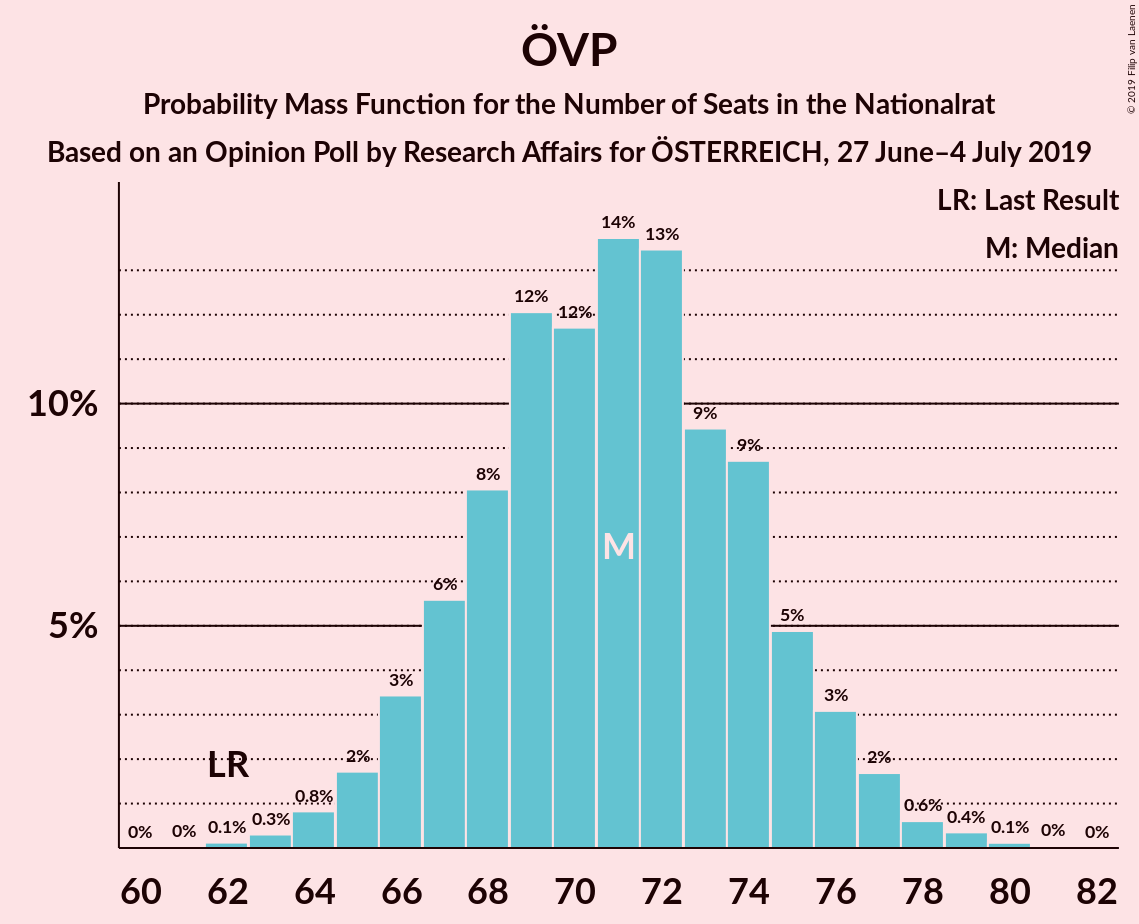 ÖVP
Probability Mass Function for the Number of Seats in the Nationalrat
Based on an Opinion Poll by Research Affairs for ÖSTERREICH, 27 June–4 July 2019
© 2019 Filip van Laenen
LR: Last Result
M: Median
10%
5%
0% 0% 0.1% 0.3% 0.8% 2% 3% 6% 8% 12% 12% 14% 13% 9% 9% 5% 3% 2% 0.6% 0.4% 0.1% 0% 0%
LR
M
60 62 64 66 68 70 72 74 76 78 80 82